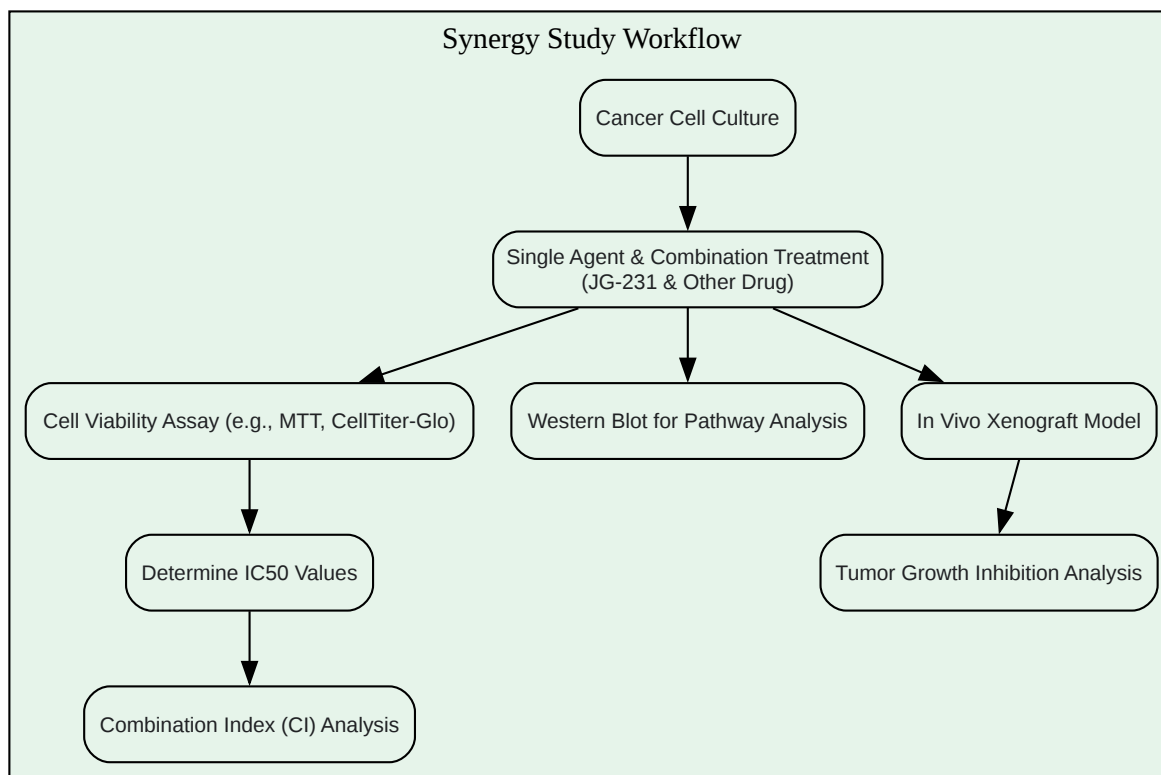 Synergy Study Workflow
Cancer Cell Culture
Single Agent & Combination Treatment
(JG-231 & Other Drug)
Cell Viability Assay (e.g., MTT, CellTiter-Glo)
Western Blot for Pathway Analysis
In Vivo Xenograft Model
Determine IC50 Values
Tumor Growth Inhibition Analysis
Combination Index (CI) Analysis